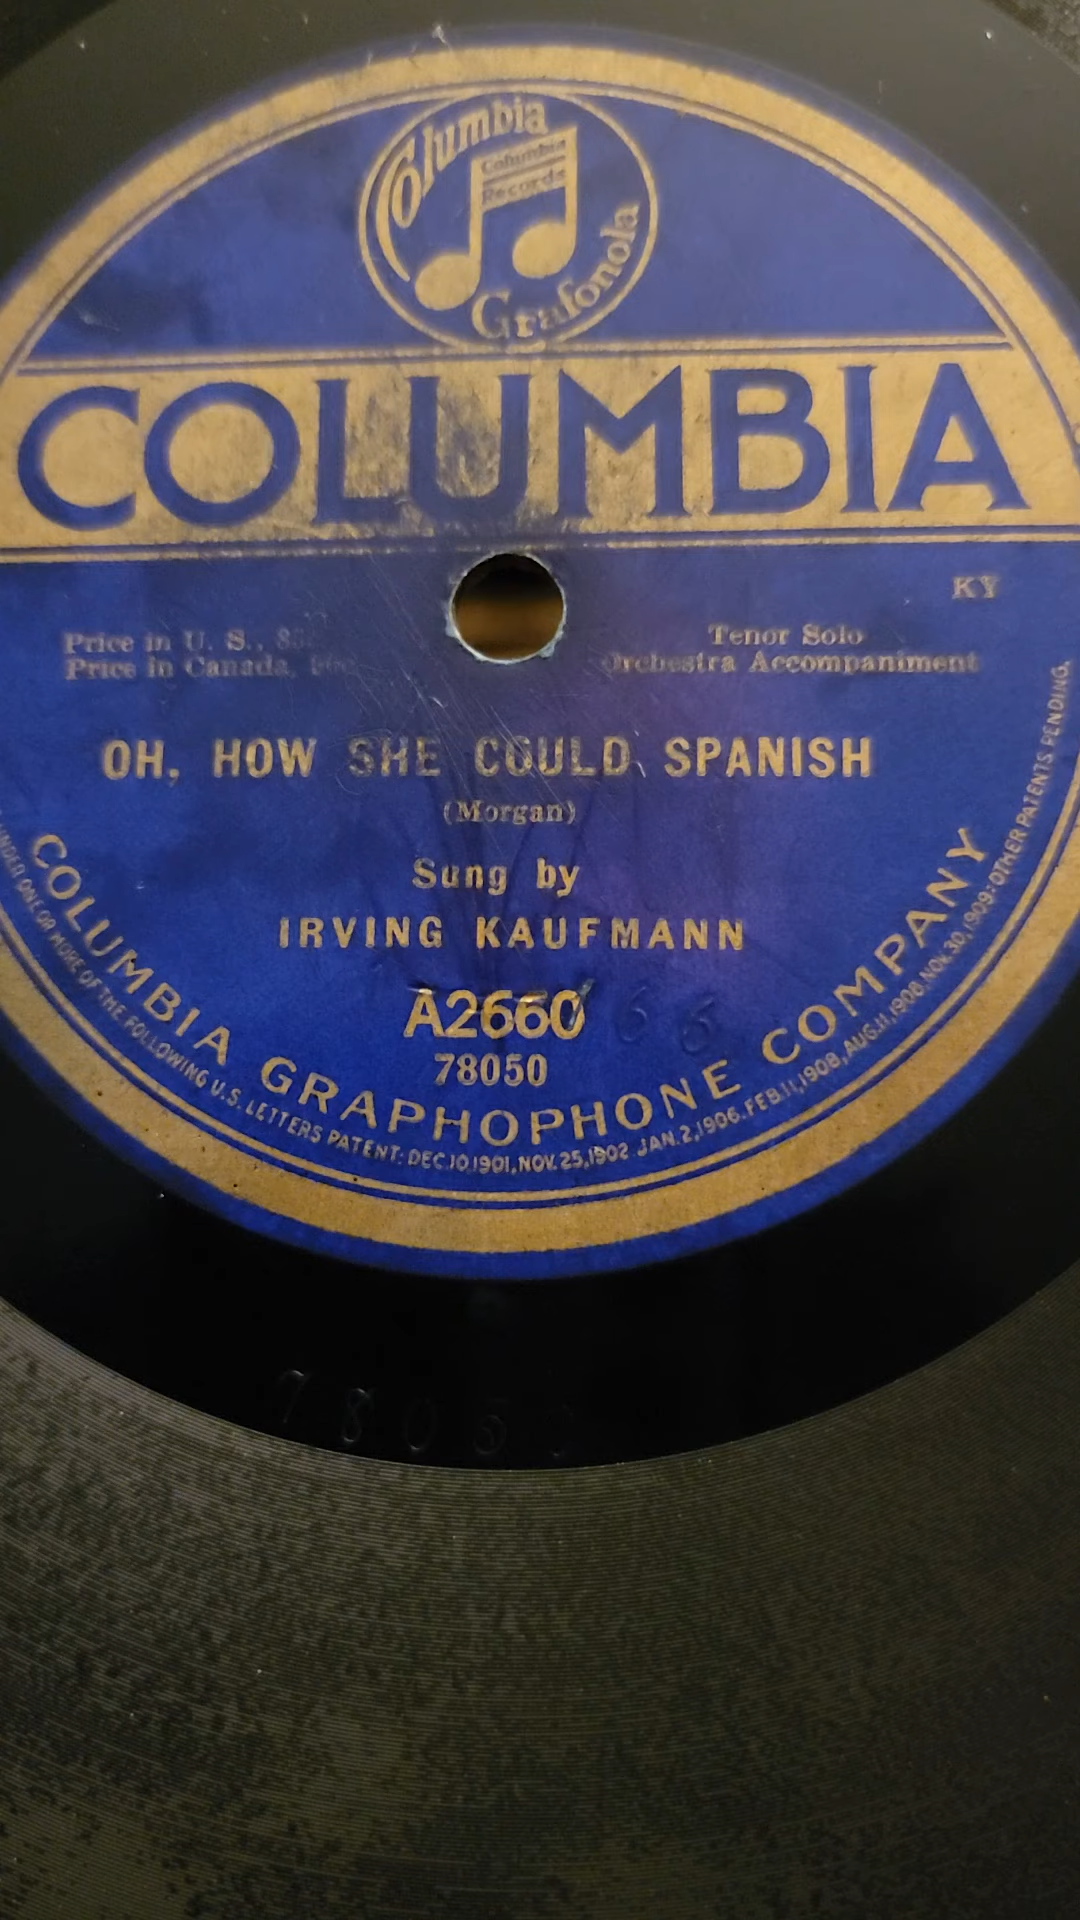 Columbia
Columbia
Records
Grafonola
COLUMBIA
KY
Price in U. S.,
Price in Canada,
Tenor Solo
Orchestra Accompaniment
OH, HOW SHE COULD SPANISH
(Morgan)
Sung by
IRVING KAUFMANN
A2660
66
78050
COLUMBIA GRAPHOPHONE COMPANY
UNDER ONE OR MORE OF THE FOLLOWING U.S. LETTERS PATENT: DEC.10,1901, NOV. 25,1902. JAN.2,1906. FEB.11,1908, AUG.11,1908. NOV.30,1909: OTHER PATENTS PENDING.
78050